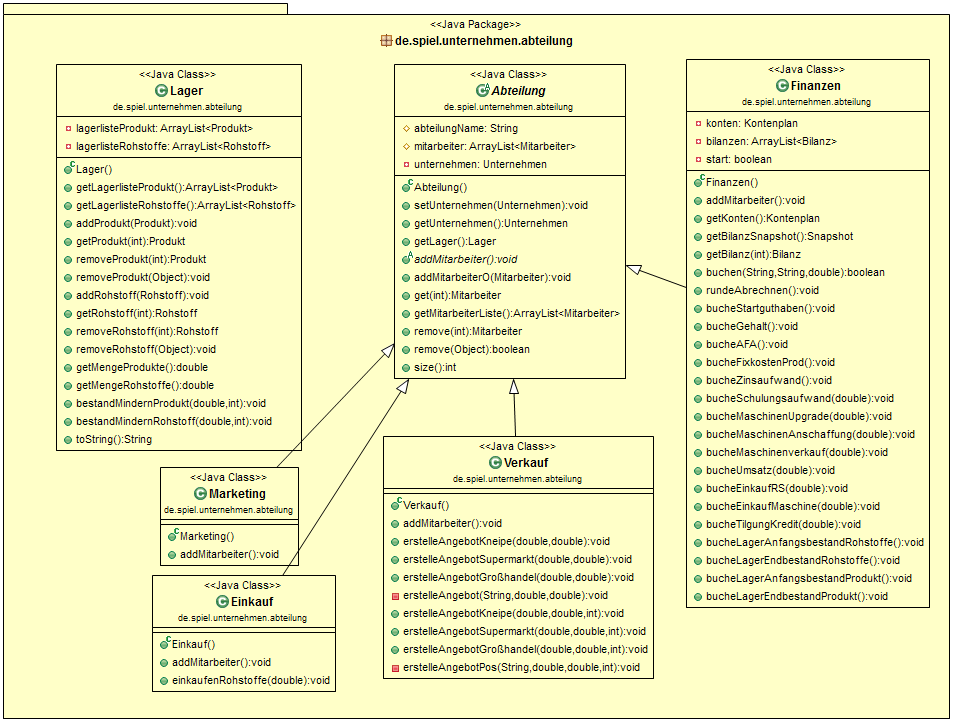 <<Java Package>>
de.spiel.unternehmen.abteilung
<<Java Class>>
Lager
de.spiel.unternehmen.abteilung
lagerlisteProdukt: ArrayList<Produkt>
lagerlisteRohstoffe: ArrayList<Rohstoff>
Lager()
getLagerlisteProdukt():ArrayList<Produkt>
getLagerlisteRohstoffe():ArrayList<Rohstoff>
addProdukt(Produkt):void
getProdukt(int):Produkt
removeProdukt(int):Produkt
removeProdukt(Object):void
addRohstoff(Rohstoff):void
getRohstoff(int):Rohstoff
removeRohstoff(int):Rohstoff
removeRohstoff(Object):void
getMengeProdukte():double
getMengeRohstoffe():double
bestandMindernProdukt(double,int):void
bestandMindernRohstoff(double,int):void
toString():String
<<Java Class>>
Abteilung
de.spiel.unternehmen.abteilung
abteilungName: String
mitarbeiter: ArrayList<Mitarbeiter>
unternehmen: Unternehmen
Abteilung()
setUnternehmen(Unternehmen):void
getUnternehmen():Unternehmen
getLager():Lager
addMitarbeiter():void
addMitarbeiterO(Mitarbeiter):void
get(int):Mitarbeiter
getMitarbeiterListe():ArrayList<Mitarbeiter>
remove(int):Mitarbeiter
remove(Object):boolean
size():int
<<Java Class>>
Finanzen
de.spiel.unternehmen.abteilung
konten: Kontenplan
bilanzen: ArrayList<Bilanz>
start: boolean
Finanzen()
addMitarbeiter():void
getKonten():Kontenplan
getBilanzSnapshot():Snapshot
getBilanz(int):Bilanz
buchen(String,String,double):boolean
rundeAbrechnen():void
bucheStartguthaben():void
bucheGehalt():void
bucheAFA():void
bucheFixkostenProd():void
bucheZinsaufwand():void
bucheSchulungsaufwand(double):void
bucheMaschinenUpgrade(double):void
bucheMaschinenAnschaffung(double):void
bucheMaschinenverkauf(double):void
bucheUmsatz(double):void
bucheEinkaufRS(double):void
bucheEinkaufMaschine(double):void
bucheTilgungKredit(double):void
bucheLagerAnfangsbestandRohstoffe():void
bucheLagerEndbestandRohstoffe():void
bucheLagerAnfangsbestandProdukt():void
bucheLagerEndbestandProdukt():void
<<Java Class>>
Marketing
de.spiel.unternehmen.abteilung
Marketing()
addMitarbeiter():void
<<Java Class>>
Einkauf
de.spiel.unternehmen.abteilung
Einkauf()
addMitarbeiter():void
einkaufenRohstoffe(double):void
<<Java Class>>
Verkauf
de.spiel.unternehmen.abteilung
Verkauf()
addMitarbeiter():void
erstelleAngebotKneipe(double,double):void
erstelleAngebotSupermarkt(double,double):void
erstelleAngebotGroßhandel(double,double):void
erstelleAngebot(String,double,double):void
erstelleAngebotKneipe(double,double,int):void
erstelleAngebotSupermarkt(double,double,int):void
erstelleAngebotGroßhandel(double,double,int):void
erstelleAngebotPos(String,double,double,int):void